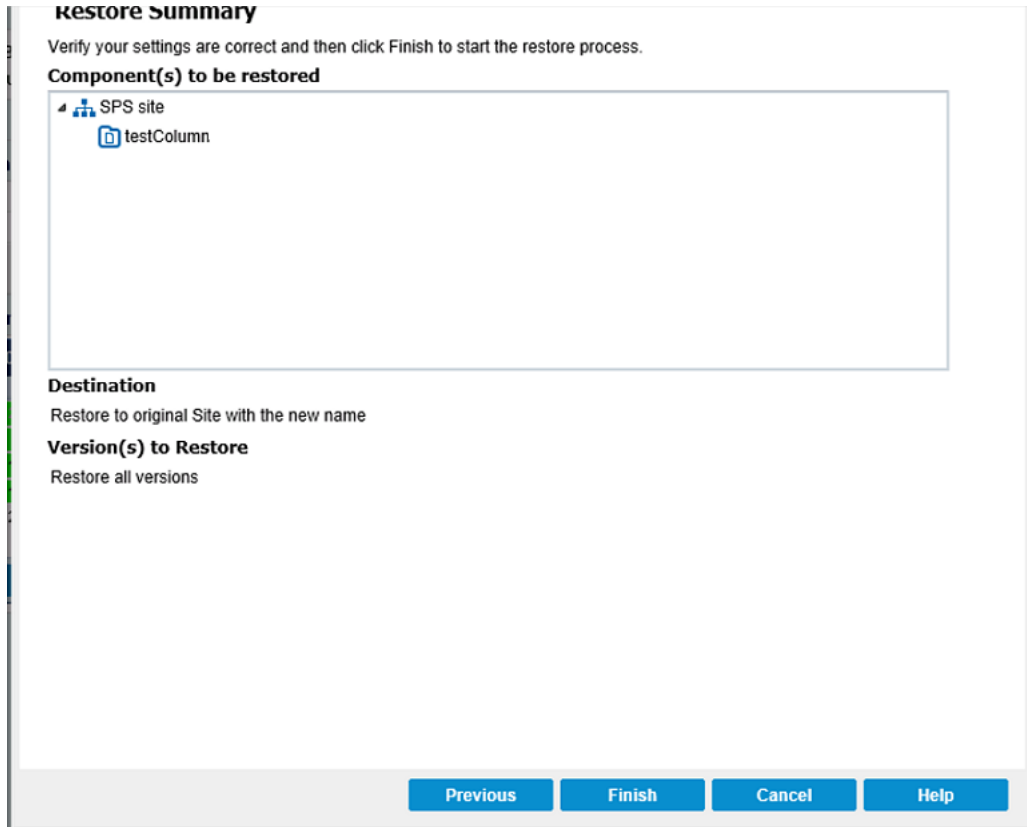 Restore Summary
Verify your settings are correct and then click Finish to start the restore process.
Component(s) to be restored
SPS site
testColumn
Destination
Restore to original Site with the new name
Version(s) to Restore
Restore all versions
Previous Finish Cancel Help